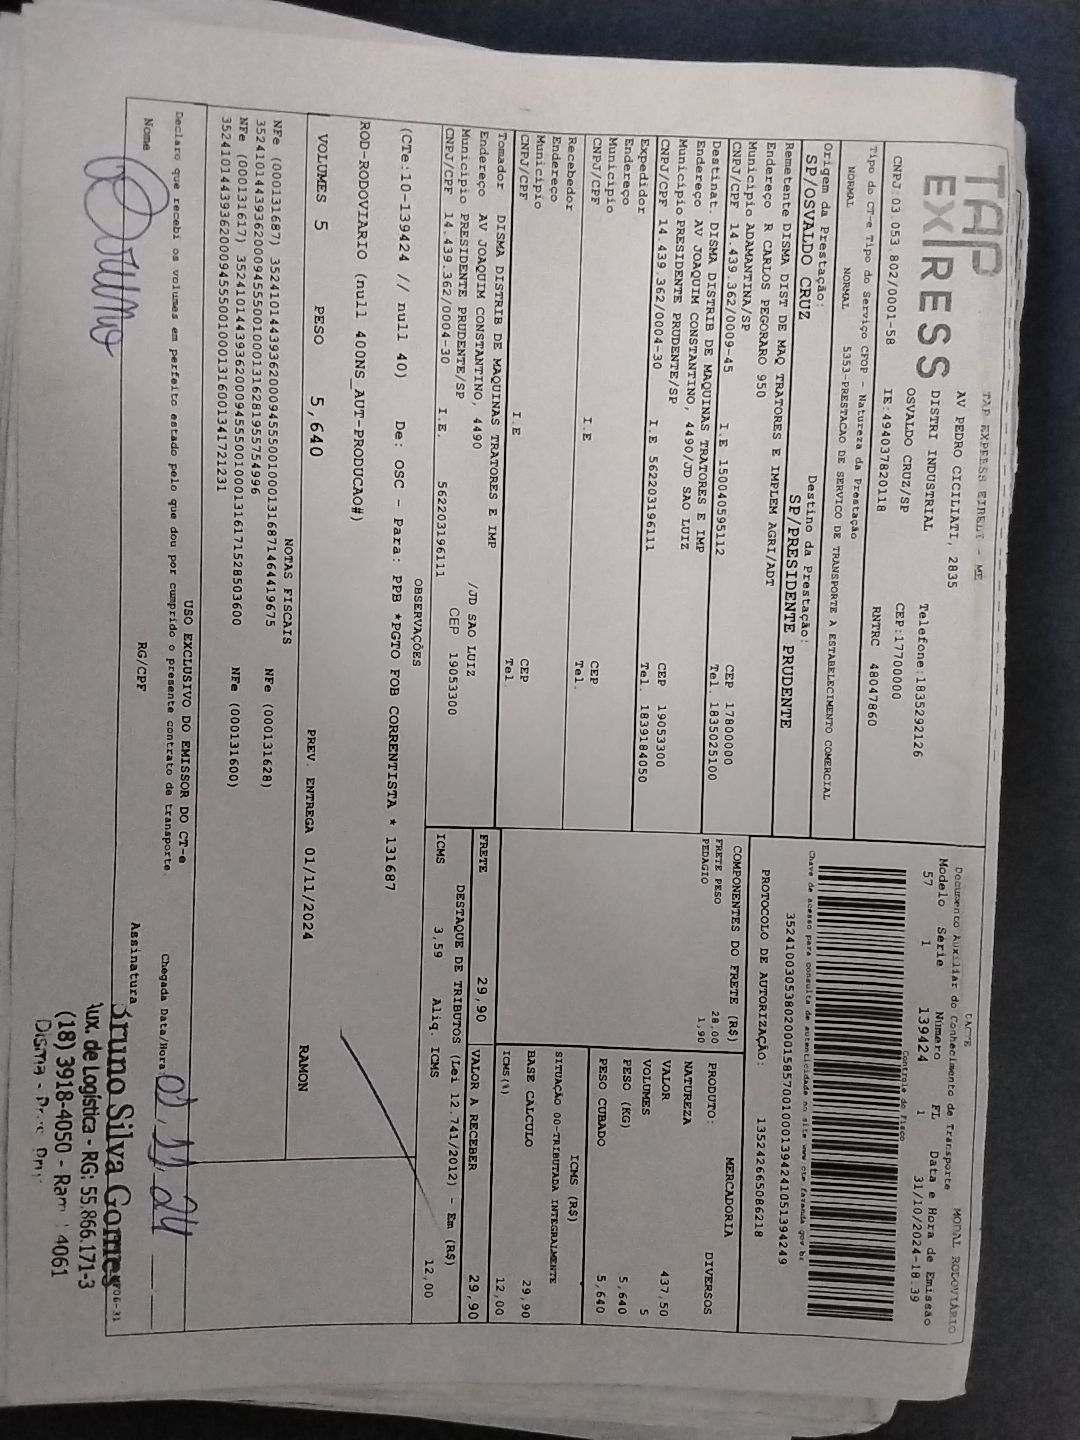 TAP
EXPRESS
TAP EXPRESS EIRELI - ME
AV PEDRO CICILIATI, 2835
DISTRI INDUSTRIAL
OSVALDO CRUZ/SP
Telefone:1835292126
CEP:17700000
CNPJ:03.053.802/0001-58
IE:494037820118
RNTRC 48047860
DACTE
MODAL RODOVIÁRIO
Documento Auxiliar do Conhecimento de Transporte
Modelo Série Número FL Data e Hora de Emissão
57 1 139424 1 31/10/2024-18.39
Controle do Fisco
Chave de acesso para consulta de autenticidade no site www.cte.fazenda.gov.br
35241003053802000158570010001394241051394249
PROTOCOLO DE AUTORIZAÇÃO: 135242665086218
Tipo do CT-e Tipo do Serviço CFOP - Natureza da Prestação
NORMAL NORMAL 5353-PRESTACAO DE SERVICO DE TRANSPORTE A ESTABELECIMENTO COMERCIAL
Origem da Prestação: Destino da Prestação:
SP/OSVALDO CRUZ SP/PRESIDENTE PRUDENTE
Remetente DISMA DIST DE MAQ TRATORES E IMPLEM AGRI/ADT
Endereço R CARLOS PEGORARO 950
Municipio ADAMANTINA/SP CEP 17800000
CNPJ/CPF 14.439.362/0009-45 I.E 150040595112 Tel. 1835025100
Destinat. DISMA DISTRIB DE MAQUINAS TRATORES E IMP
Endereço AV JOAQUIM CONSTANTINO, 4490/JD SAO LUIZ
Municipio PRESIDENTE PRUDENTE/SP CEP 19053300
CNPJ/CPF 14.439.362/0004-30 I.E 562203196111 Tel. 1839184050
Expedidor
Endereço
Municipio CEP
CNPJ/CPF I.E Tel.
Recebedor
Endereço
Municipio CEP
CNPJ/CPF I.E Tel.
Tomador DISMA DISTRIB DE MAQUINAS TRATORES E IMP
Endereço AV JOAQUIM CONSTANTINO, 4490 /JD SAO LUIZ
Municipio PRESIDENTE PRUDENTE/SP CEP 19053300
CNPJ/CPF 14.439.362/0004-30 I.E. 562203196111
COMPONENTES DO FRETE (R$)
FRETE PESO 28,00
PEDAGIO 1,90
MERCADORIA
PRODUTO: DIVERSOS
NATUREZA
VALOR 437,50
VOLUMES 5
PESO (KG) 5,640
PESO CUBADO 5,640
ICMS (R$)
SITUAÇÃO 00-TRIBUTADA INTEGRALMENTE
BASE CALCULO 29,90
ICMS(%) 12,00
FRETE 29,90 VALOR A RECEBER 29,90
DESTAQUE DE TRIBUTOS (Lei 12.741/2012) - Em (R$)
ICMS 3,59 Aliq. ICMS 12,00
OBSERVAÇÕES
(CTe:10-139424 // null 40) De: OSC - Para: PPB *PGTO FOB CORRENTISTA * 131687
ROD-RODOVIARIO (null 400NS_AUT-PRODUCAO#)
VOLUMES 5 PESO 5,640 PREV. ENTREGA 01/11/2024 RAMON
NOTAS FISCAIS
NFe (000131687) 35241014439362000945550010001316871464419675 NFe (000131628)
35241014439362000945550010001316281955754996
NFe (000131617) 35241014439362000945550010001316171528503600 NFe (000131600)
35241014439362000945550010001316001341721231
USO EXCLUSIVO DO EMISSOR DO CT-e
Declaro que recebi os volumes em perfeito estado pelo que dou por cumprido o presente contrato de transporte. Chegada Data/Hora 01, 11, 24
Nome RG/CPF Assinatura
Bruno
Bruno Silva Gomes
Aux. de Logística - RG: 55.866.171-3
(18) 3918-4050 - Ram 4061